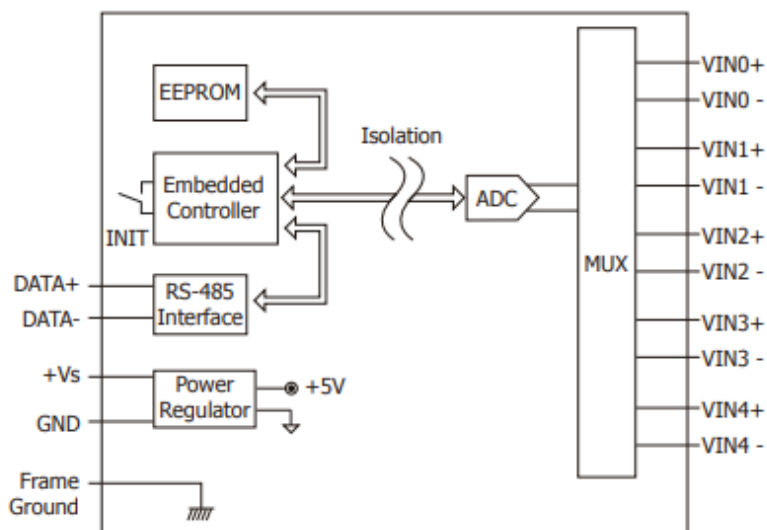 EEPROM
Isolation
Embedded
Controller
INIT
ADC
MUX
DATA+
DATA-
RS-485
Interface
+Vs
GND
Power
Regulator
+5V
Frame
Ground
VIN0+
VIN0 -
VIN1+
VIN1 -
VIN2+
VIN2 -
VIN3+
VIN3 -
VIN4+
VIN4 -